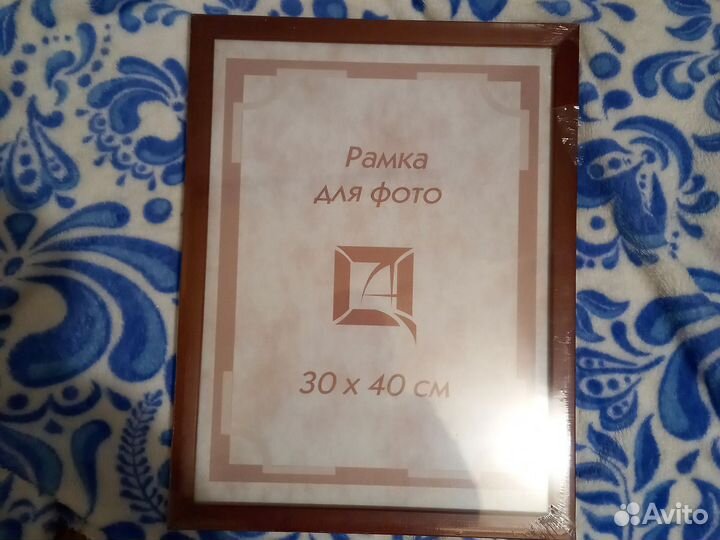 Рамка
для фото
30 x 40 см
Avito